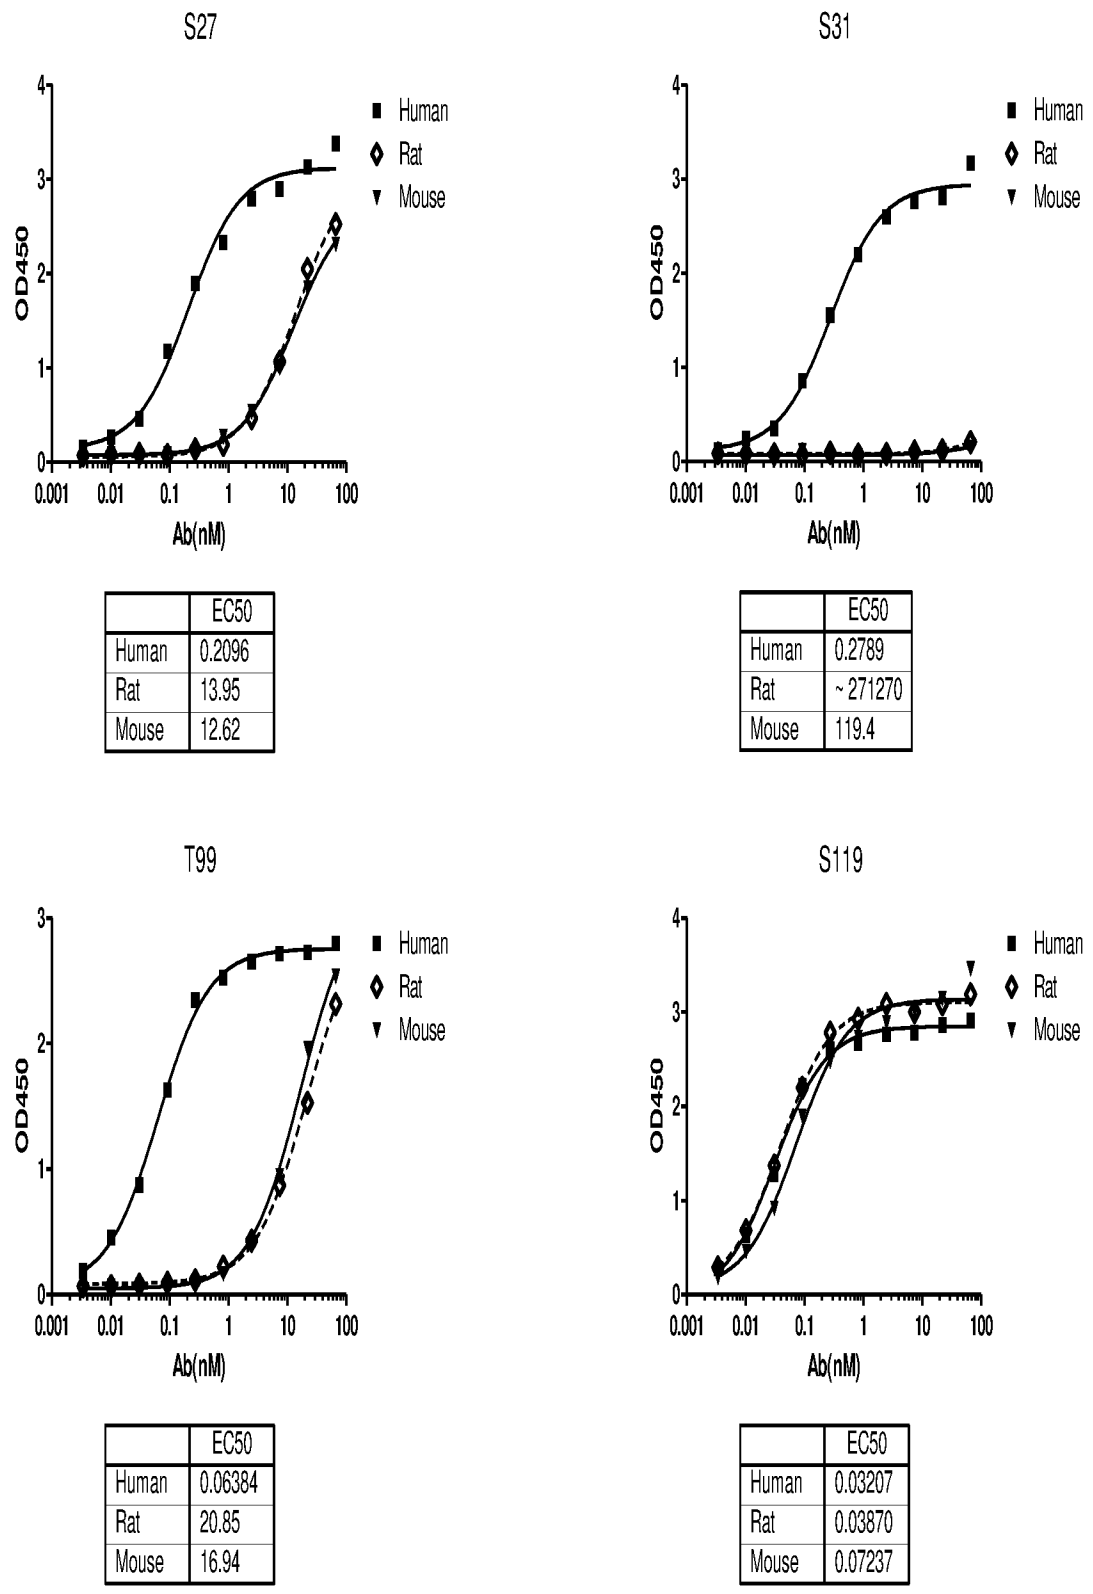 S27
4
3
2
1
0
OD450
0.001 0.01 0.1 1 10 100
Ab(nM)
Human
Rat
Mouse
EC50
Human 0.2096
Rat 13.95
Mouse 12.62
S31
4
3
2
1
0
OD450
0.001 0.01 0.1 1 10 100
Ab(nM)
Human
Rat
Mouse
EC50
Human 0.2789
Rat ~ 271270
Mouse 119.4
T99
3
2
1
0
OD450
0.001 0.01 0.1 1 10 100
Ab(nM)
Human
Rat
Mouse
EC50
Human 0.06384
Rat 20.85
Mouse 16.94
S119
4
3
2
1
0
OD450
0.001 0.01 0.1 1 10 100
Ab(nM)
Human
Rat
Mouse
EC50
Human 0.03207
Rat 0.03870
Mouse 0.07237